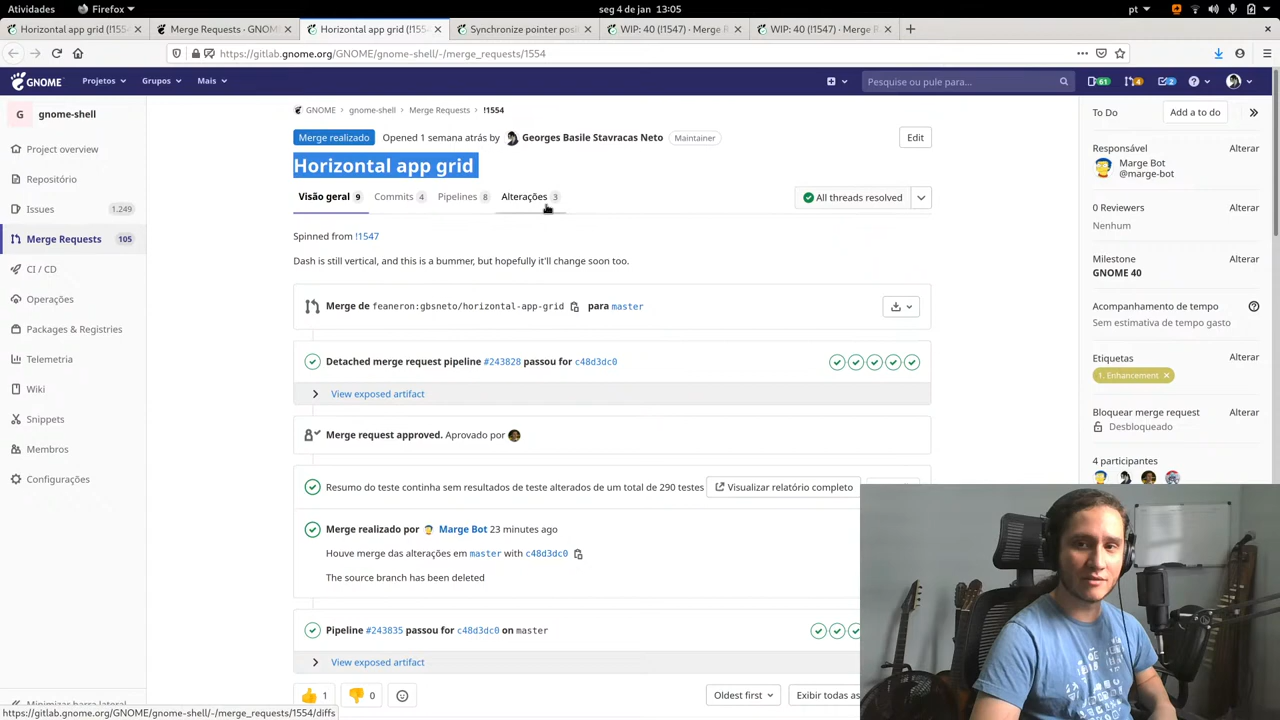 Atividades Firefox seg 4 de jan 13:05 pt
Horizontal app grid (!1554 Merge Requests · GNOME Horizontal app grid (!1554 Synchronize pointer posi WIP: 40 (!1547) · Merge R WIP: 40 (!1547) · Merge R
https://gitlab.gnome.org/GNOME/gnome-shell/-/merge_requests/1554
GNOME Projetos Grupos Mais Pesquise ou pule para... 61 4 2
G gnome-shell
Project overview
Repositório
Issues 1.249
Merge Requests 105
CI / CD
Operações
Packages & Registries
Telemetria
Wiki
Snippets
Membros
Configurações
Minimizar barra lateral
GNOME > gnome-shell > Merge Requests > !1554
Merge realizado Opened 1 semana atrás by Georges Basile Stavracas Neto Maintainer Edit
Horizontal app grid
Visão geral 9 Commits 4 Pipelines 8 Alterações 3 All threads resolved
Spinned from !1547
Dash is still vertical, and this is a bummer, but hopefully it'll change soon too.
Merge de feaneron:gbsneto/horizontal-app-grid para master
Detached merge request pipeline #243828 passou for c48d3dc0
View exposed artifact
Merge request approved. Aprovado por
Resumo do teste continha sem resultados de teste alterados de um total de 290 testes Visualizar relatório completo
Merge realizado por Marge Bot 23 minutes ago
Houve merge das alterações em master with c48d3dc0
The source branch has been deleted
Pipeline #243835 passou for c48d3dc0 on master
View exposed artifact
1 0 Oldest first Exibir todas as
To Do Add a to do
Responsável Alterar
Marge Bot
@marge-bot
0 Reviewers Alterar
Nenhum
Milestone Alterar
GNOME 40
Acompanhamento de tempo
Sem estimativa de tempo gasto
Etiquetas Alterar
1. Enhancement
Bloquear merge request Alterar
Desbloqueado
4 participantes
https://gitlab.gnome.org/GNOME/gnome-shell/-/merge_requests/1554/diffs